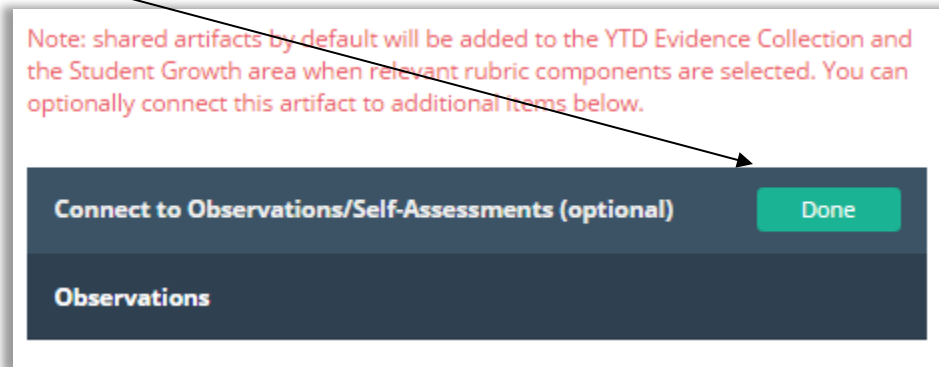 Note: shared artifacts by default will be added to the YTD Evidence Collection and
the Student Growth area when relevant rubric components are selected. You can
optionally connect this artifact to additional items below.
Connect to Observations/Self-Assessments (optional) Done
Observations